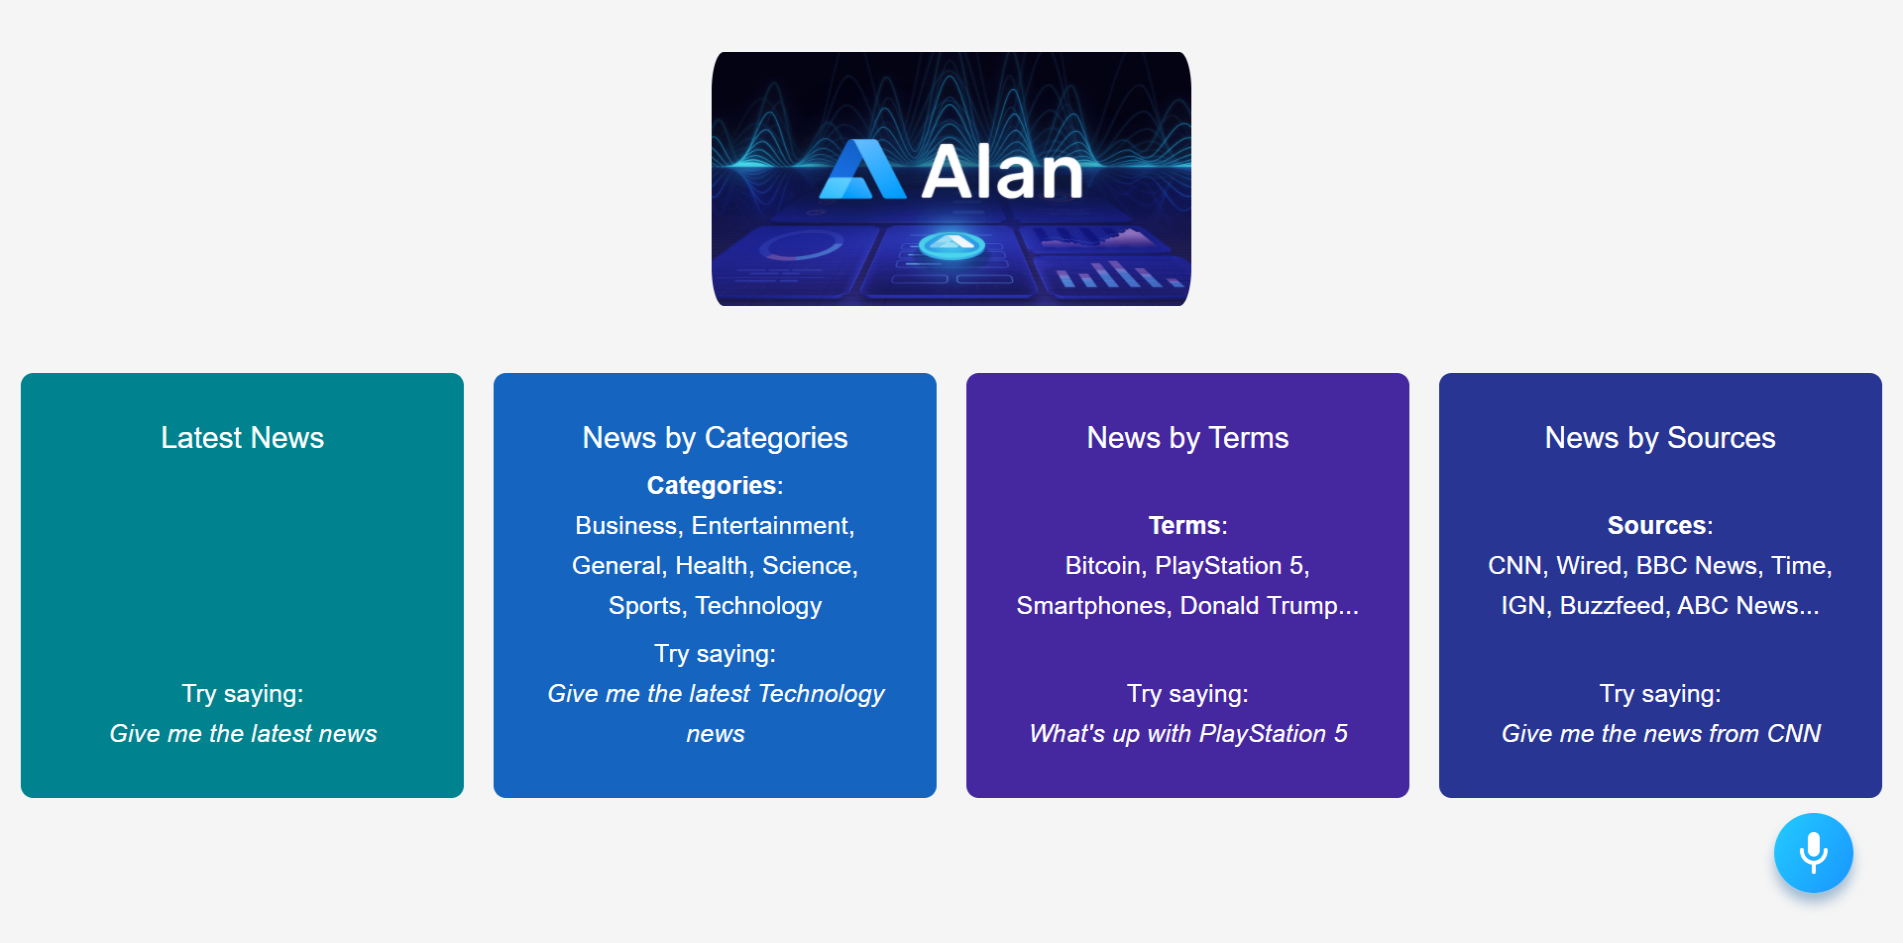 Alan
Latest News
Try saying:
Give me the latest news
News by Categories
Categories:
Business, Entertainment,
General, Health, Science,
Sports, Technology
Try saying:
Give me the latest Technology
news
News by Terms
Terms:
Bitcoin, PlayStation 5,
Smartphones, Donald Trump...
Try saying:
What's up with PlayStation 5
News by Sources
Sources:
CNN, Wired, BBC News, Time,
IGN, Buzzfeed, ABC News...
Try saying:
Give me the news from CNN